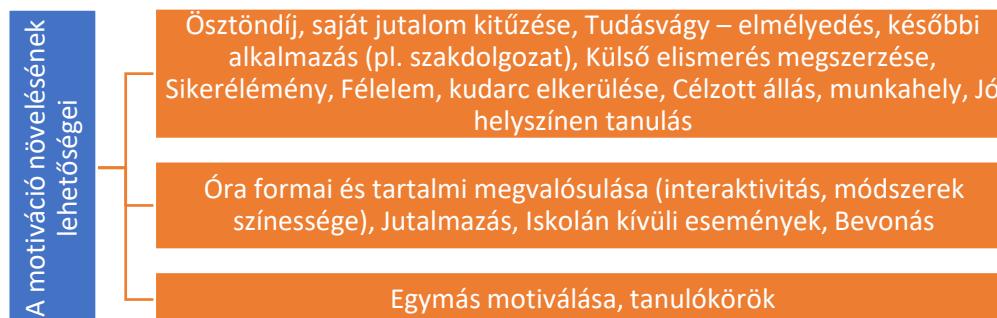 A motiváció növelésének
lehetőségei
Ösztöndíj, saját jutalom kitűzése, Tudásvágy – elmélyedés, későbbi
alkalmazás (pl. szakdolgozat), Külső elismerés megszerzése,
Sikerélémény, Félelem, kudarc elkerülése, Célzott állás, munkahely, Jó
helyszínen tanulás
Óra formai és tartalmi megvalósulása (interaktivitás, módszerek
színessége), Jutalmazás, Iskolán kívüli események, Bevonás
Egymás motiválása, tanulókörök